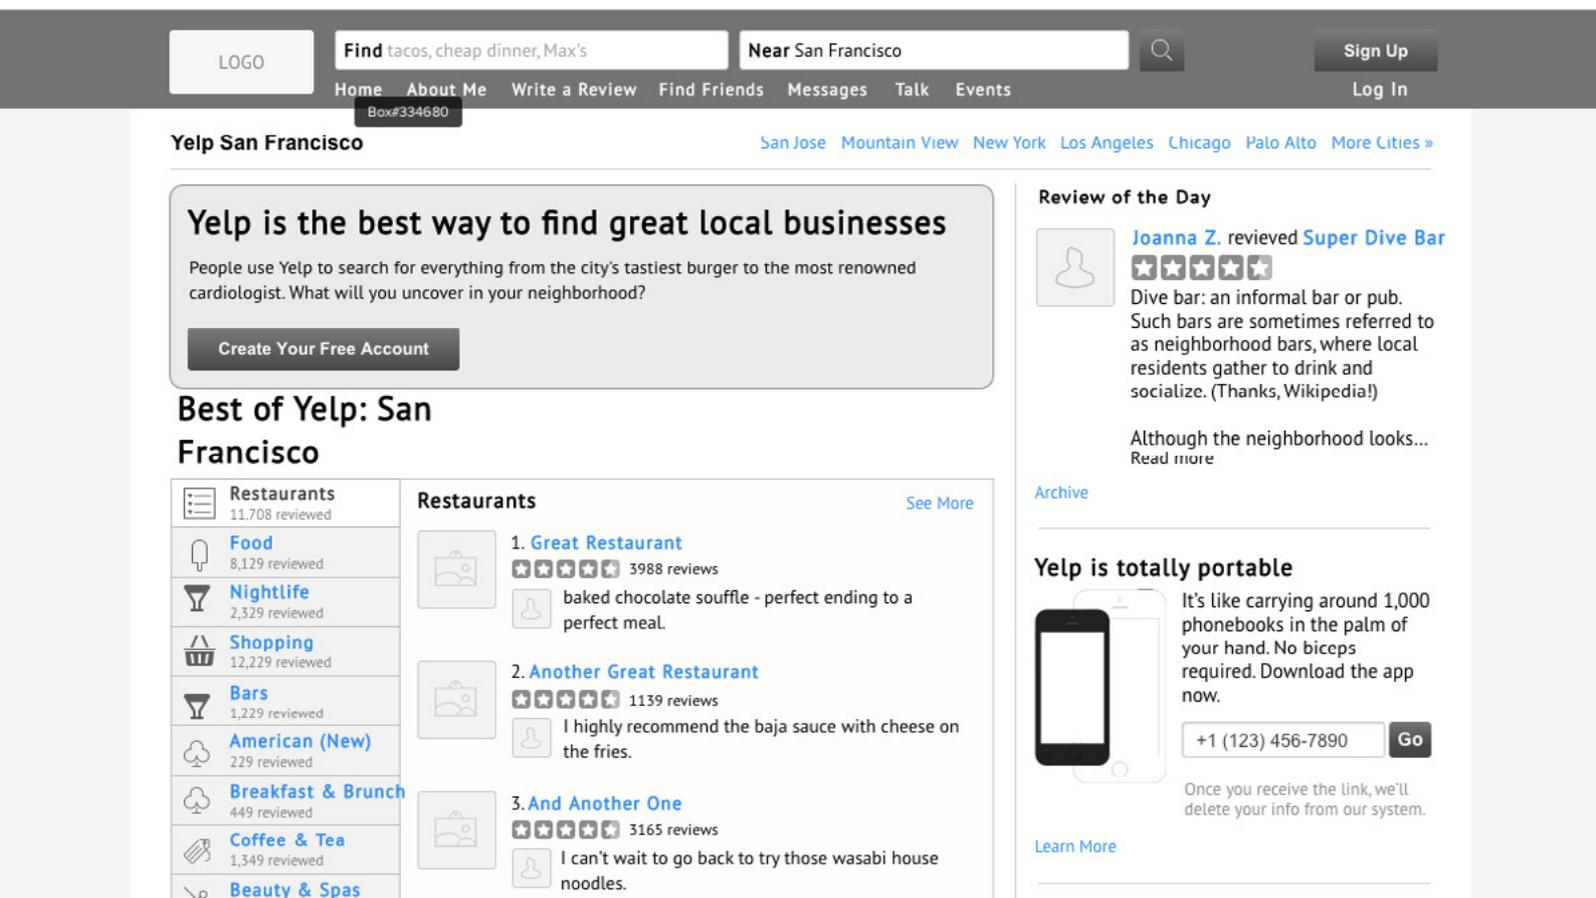 LOGO
Find tacos, cheap dinner, Max's
Near San Francisco
Sign Up
Home About Me Write a Review Find Friends Messages Talk Events
Log In
Box#334680
Yelp San Francisco
San Jose Mountain View New York Los Angeles Chicago Palo Alto More Cities »
Yelp is the best way to find great local businesses
People use Yelp to search for everything from the city's tastiest burger to the most renowned
cardiologist. What will you uncover in your neighborhood?
Create Your Free Account
Best of Yelp: San
Francisco
Restaurants
11,708 reviewed
Food
8,129 reviewed
Nightlife
2,329 reviewed
Shopping
12,229 reviewed
Bars
1,229 reviewed
American (New)
229 reviewed
Breakfast & Brunch
449 reviewed
Coffee & Tea
1,349 reviewed
Beauty & Spas
Restaurants
See More
1. Great Restaurant
3988 reviews
baked chocolate souffle - perfect ending to a
perfect meal.
2. Another Great Restaurant
1139 reviews
I highly recommend the baja sauce with cheese on
the fries.
3. And Another One
3165 reviews
I can't wait to go back to try those wasabi house
noodles.
Review of the Day
Joanna Z. revieved Super Dive Bar
Dive bar: an informal bar or pub.
Such bars are sometimes referred to
as neighborhood bars, where local
residents gather to drink and
socialize. (Thanks, Wikipedia!)
Although the neighborhood looks...
Read more
Archive
Yelp is totally portable
It's like carrying around 1,000
phonebooks in the palm of
your hand. No biceps
required. Download the app
now.
+1 (123) 456-7890
Go
Once you receive the link, we'll
delete your info from our system.
Learn More